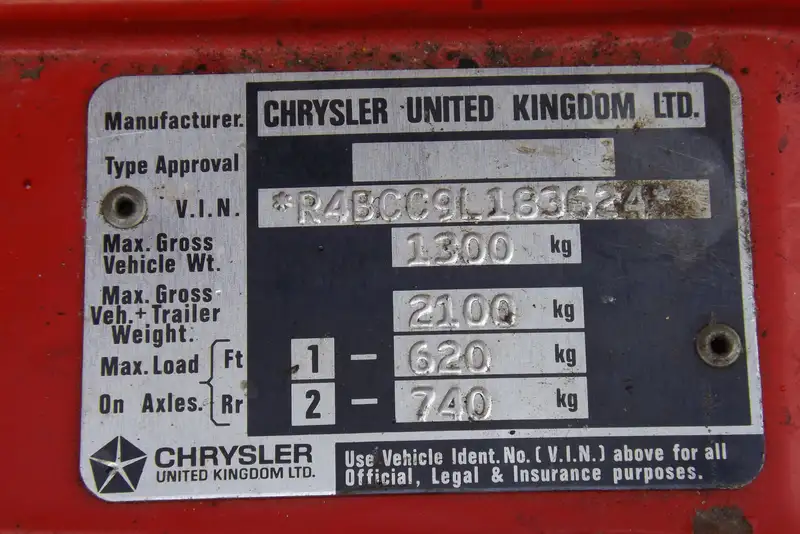 Manufacturer. CHRYSLER UNITED KINGDOM LTD.
Type Approval
V.I.N. *R4BCC9L183624*
Max. Gross
Vehicle Wt. 1300 kg
Max. Gross
Veh. + Trailer 2100 kg
Weight.
Max. Load Ft 1 – 620 kg
On Axles. Rr 2 – 740 kg
CHRYSLER
UNITED KINGDOM LTD.
Use Vehicle Ident. No. (V.I.N.) above for all
Official, Legal & Insurance purposes.